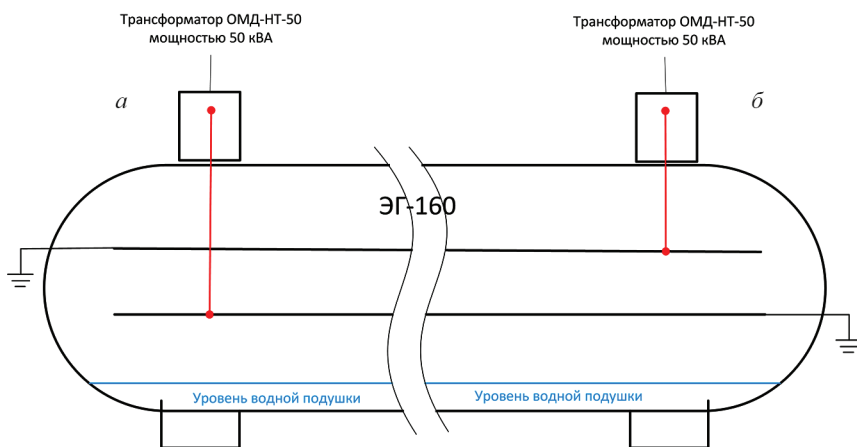 Трансформатор ОМД-НТ-50
мощностью 50 кВА
Трансформатор ОМД-НТ-50
мощностью 50 кВА
а
б
ЭГ-160
Уровень водной подушки
Уровень водной подушки